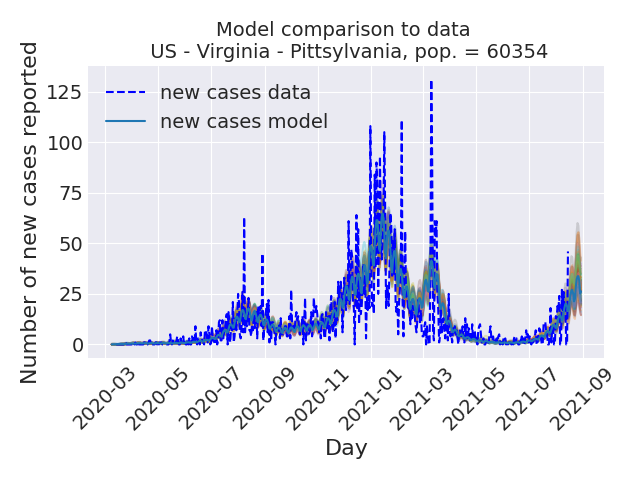 Model comparison to data
US - Virginia - Pittsylvania, pop. = 60354
Number of new cases reported
125
100
75
50
25
0
new cases data
new cases model
2020-03
2020-05
2020-07
2020-09
2020-11
2021-01
2021-03
2021-05
2021-07
2021-09
Day